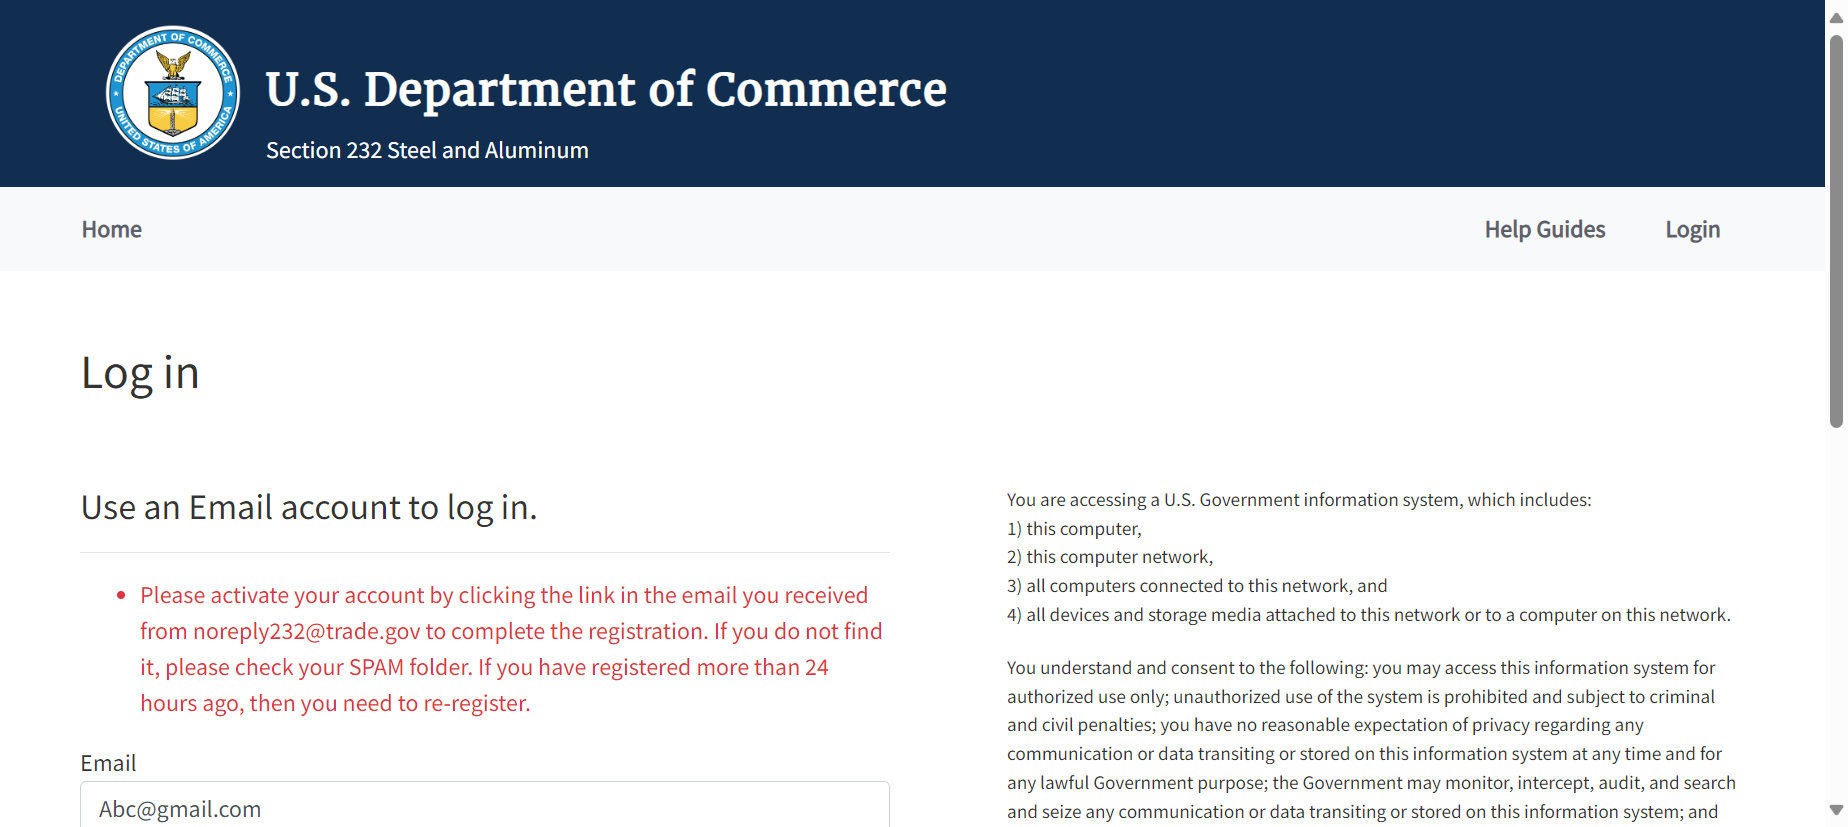 DEPARTMENT OF COMMERCE
UNITED STATES OF AMERICA
U.S. Department of Commerce
Section 232 Steel and Aluminum
Home
Help Guides
Login
Log in
Use an Email account to log in.
Please activate your account by clicking the link in the email you received
from noreply232@trade.gov to complete the registration. If you do not find
it, please check your SPAM folder. If you have registered more than 24
hours ago, then you need to re-register.
Email
Abc@gmail.com
You are accessing a U.S. Government information system, which includes:
1) this computer,
2) this computer network,
3) all computers connected to this network, and
4) all devices and storage media attached to this network or to a computer on this network.
You understand and consent to the following: you may access this information system for
authorized use only; unauthorized use of the system is prohibited and subject to criminal
and civil penalties; you have no reasonable expectation of privacy regarding any
communication or data transiting or stored on this information system at any time and for
any lawful Government purpose; the Government may monitor, intercept, audit, and search
and seize any communication or data transiting or stored on this information system; and